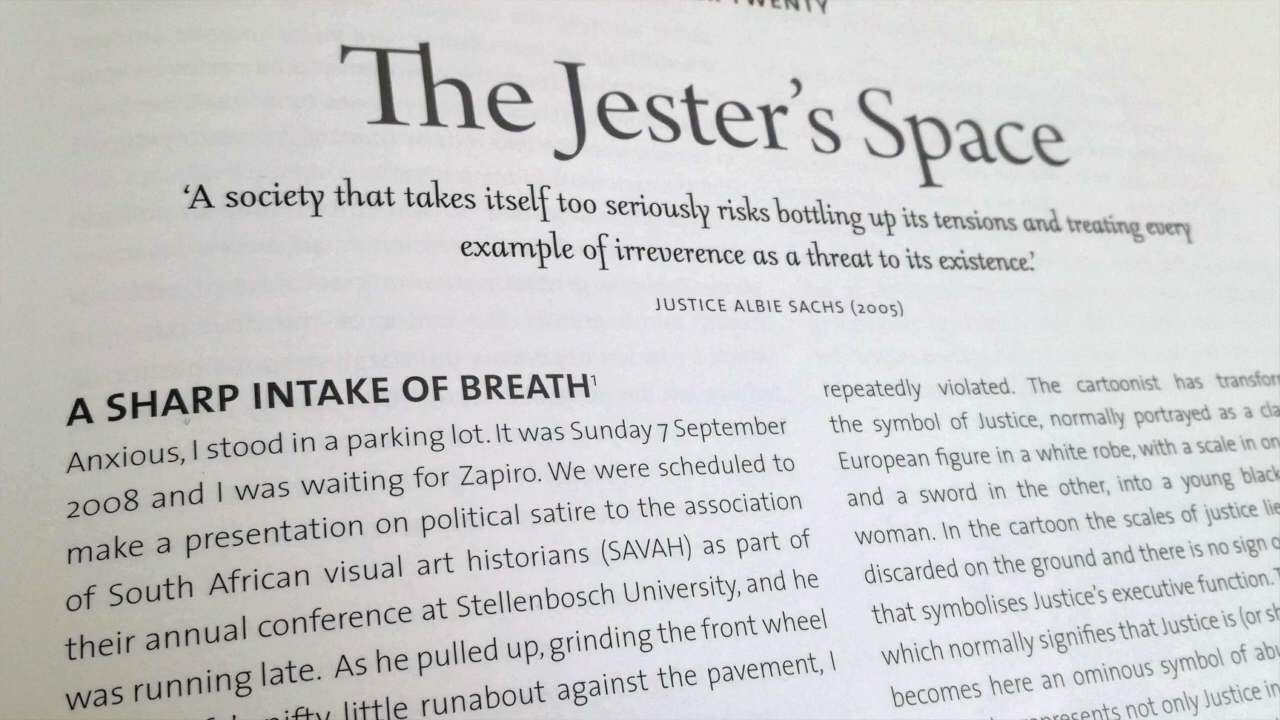 TWENTY
The Jester's Space
'A society that takes itself too seriously risks bottling up its tensions and treating every
example of irreverence as a threat to its existence.'
JUSTICE ALBIE SACHS (2005)
A SHARP INTAKE OF BREATH¹
Anxious, I stood in a parking lot. It was Sunday 7 September
2008 and I was waiting for Zapiro. We were scheduled to
make a presentation on political satire to the association
of South African visual art historians (SAVAH) as part of
their annual conference at Stellenbosch University, and he
was running late. As he pulled up, grinding the front wheel
nifty little runabout against the pavement, I
repeatedly violated. The cartoonist has
the symbol of Justice, normally portrayed as a
European figure in a white robe, with a scale in
and a sword in the other, into a young black
woman. In the cartoon the scales of justice
discarded on the ground and there is no sign
that symbolises Justice's executive function.
which normally signifies that Justice is (or
becomes here an ominous symbol of
not only Justice